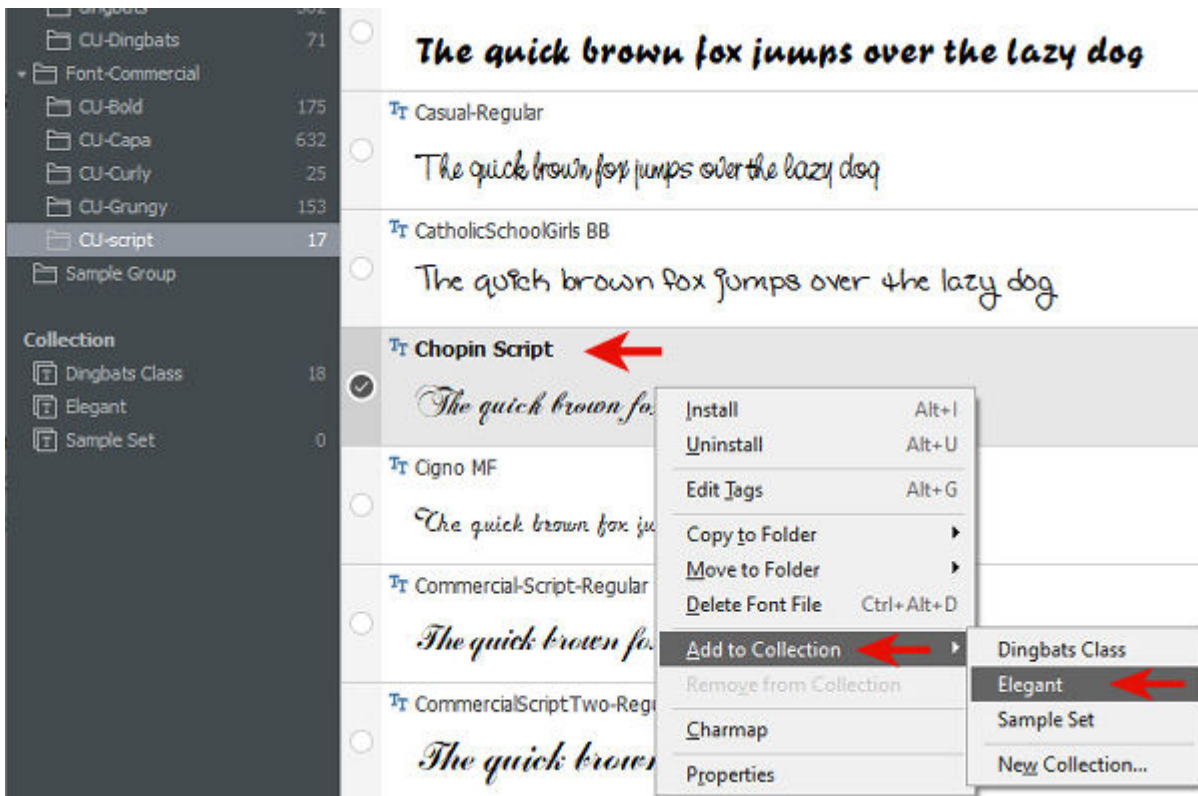 dingbats 302
CU-Dingbats 71
Font-Commercial
CU-Bold 175
CU-Capa 632
CU-Curly 25
CU-Grungy 153
CU-script 17
Sample Group
Collection
Dingbats Class 18
Elegant
Sample Set 0
The quick brown fox jumps over the lazy dog
Casual-Regular
The quick brown fox jumps over the lazy dog
CatholicSchoolGirls BB
The quick brown fox jumps over the lazy dog
Chopin Script
The quick brown fo
Cigno MF
The quick brown fox ju
Commercial-Script-Regular
The quick brown fo
CommercialScriptTwo-Regu
The quick brown
Install Alt+I
Uninstall Alt+U
Edit Tags Alt+G
Copy to Folder
Move to Folder
Delete Font File Ctrl+Alt+D
Add to Collection
Remove from Collection
Charmap
Properties
Dingbats Class
Elegant
Sample Set
New Collection...